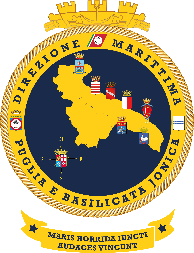 DIREZIONE MARITTIMA
PUGLIA E BASILICATA IONICA
MARIS HORRIDA IUNCTI
AUDACES VINCUNT